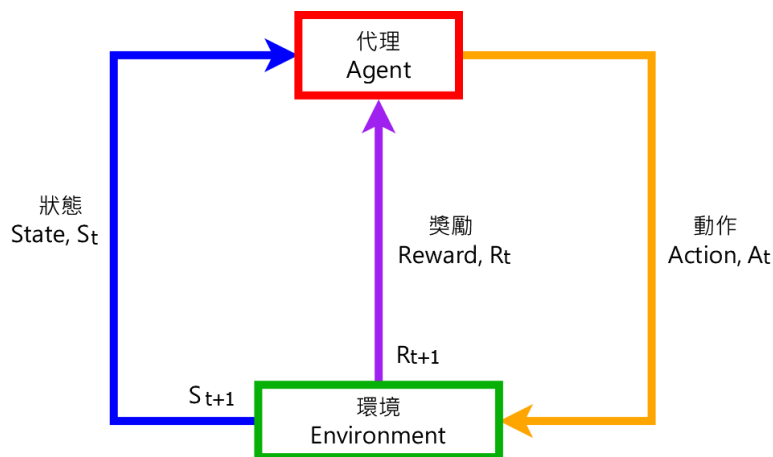 代理
Agent
狀態
State, St
獎勵
Reward, Rt
動作
Action, At
Rt+1
St+1
環境
Environment